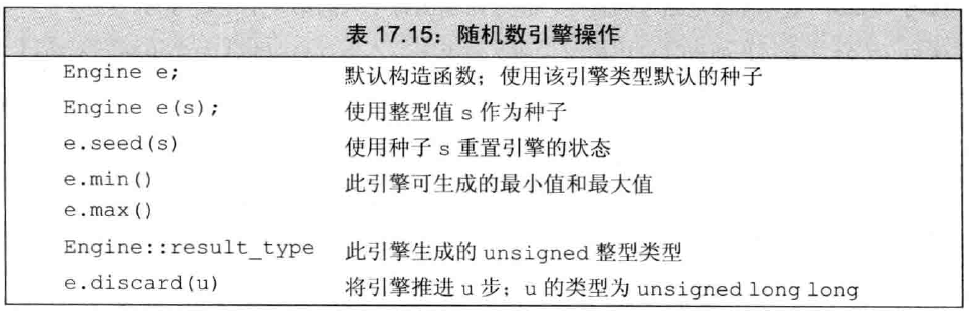 表 17.15：随机数引擎操作
Engine e; 默认构造函数；使用该引擎类型默认的种子
Engine e(s); 使用整型值 s 作为种子
e.seed(s) 使用种子 s 重置引擎的状态
e.min() 此引擎可生成的最小值和最大值
e.max()
Engine::result_type 此引擎生成的 unsigned 整型类型
e.discard(u) 将引擎推进 u 步；u 的类型为 unsigned long long